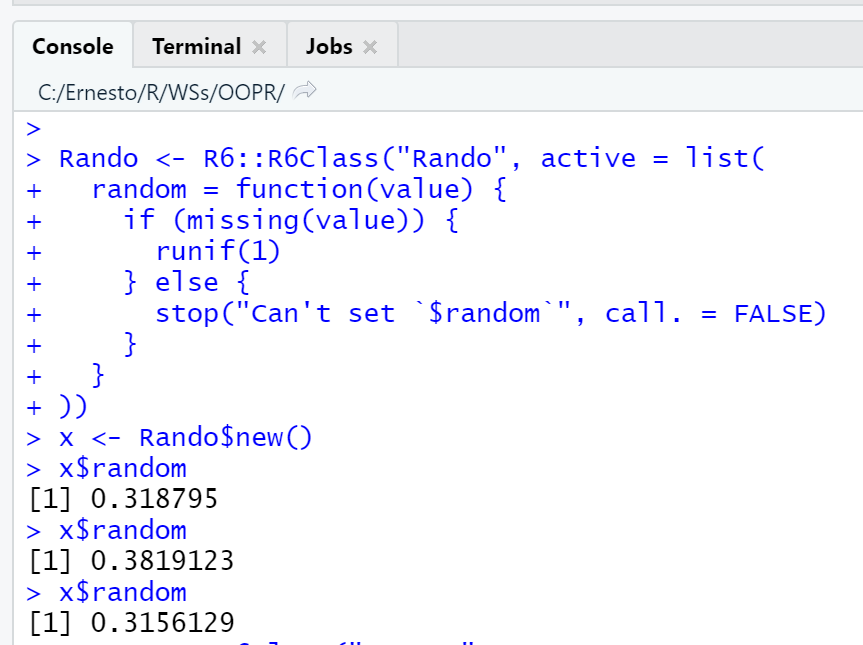 Console Terminal Jobs
C:/Ernesto/R/WSs/OOPR/
>
> Rando <- R6::R6Class("Rando", active = list(
+   random = function(value) {
+     if (missing(value)) {
+       runif(1)
+     } else {
+       stop("Can't set `$random`", call. = FALSE)
+     }
+   }
+ ))
> x <- Rando$new()
> x$random
[1] 0.318795
> x$random
[1] 0.3819123
> x$random
[1] 0.3156129